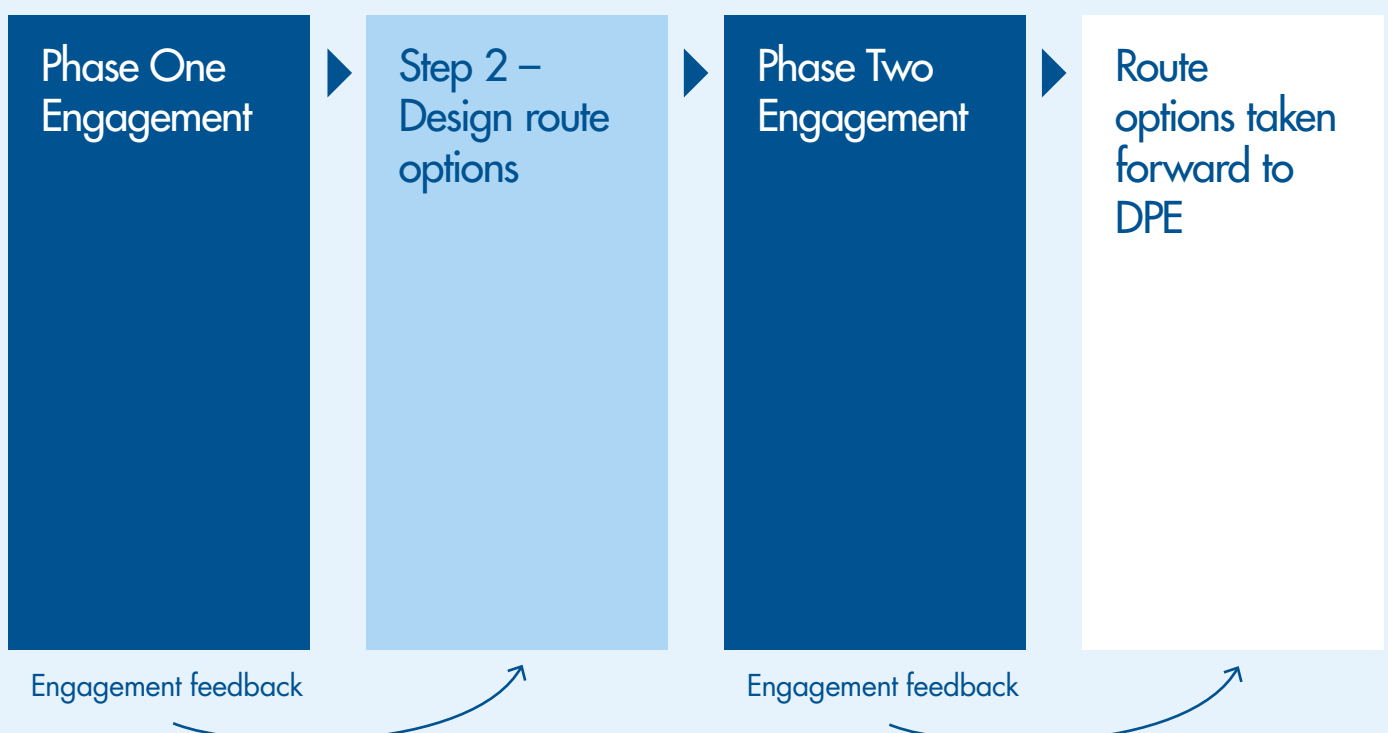 Phase One
Engagement
Step 2 –
Design route
options
Phase Two
Engagement
Route
options taken
forward to
DPE
Engagement feedback
Engagement feedback